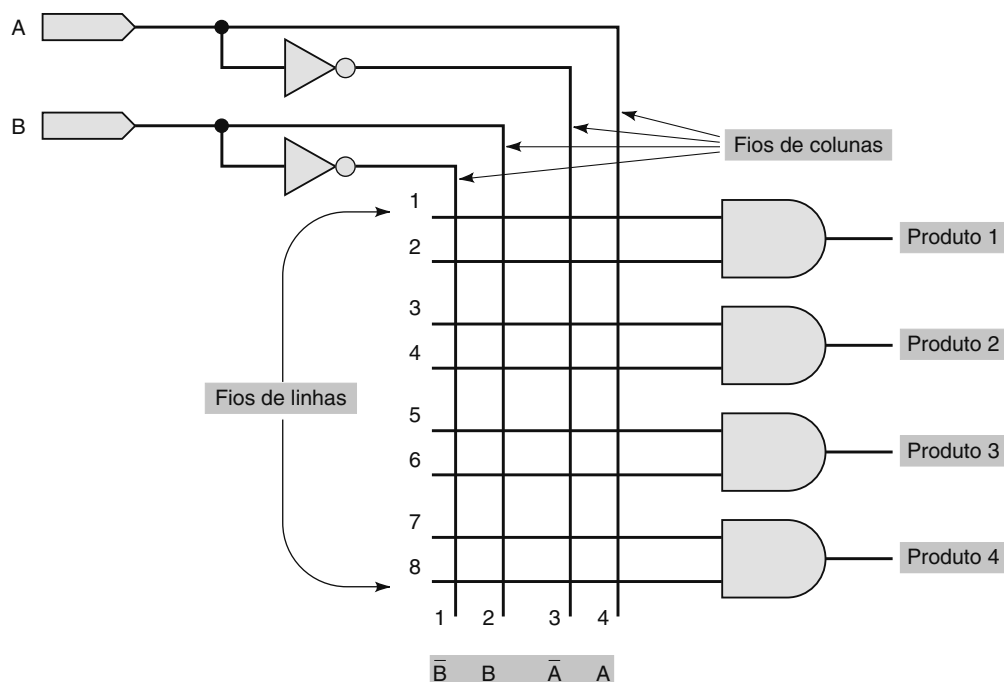 A
B
Fios de colunas
1
Produto 1
2
3
Produto 2
4
Fios de linhas
5
Produto 3
6
7
Produto 4
8
1 2 3 4
B̅ B A̅ A